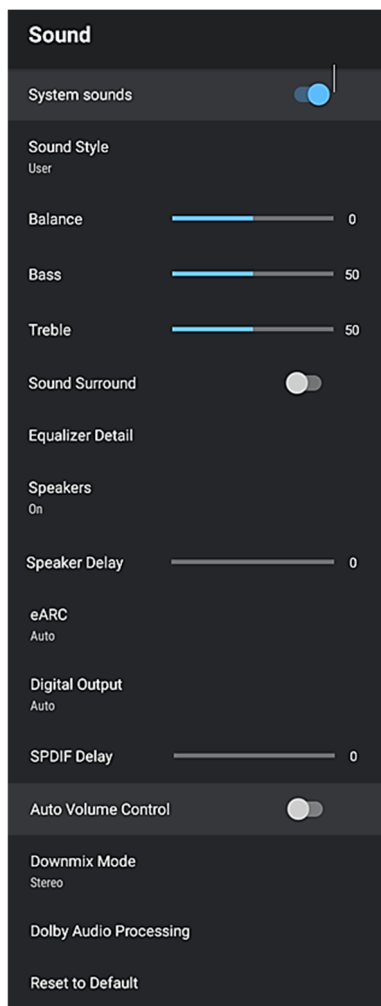 Sound
System sounds
Sound Style
User
Balance 0
Bass 50
Treble 50
Sound Surround
Equalizer Detail
Speakers
On
Speaker Delay 0
eARC
Auto
Digital Output
Auto
SPDIF Delay 0
Auto Volume Control
Downmix Mode
Stereo
Dolby Audio Processing
Reset to Default